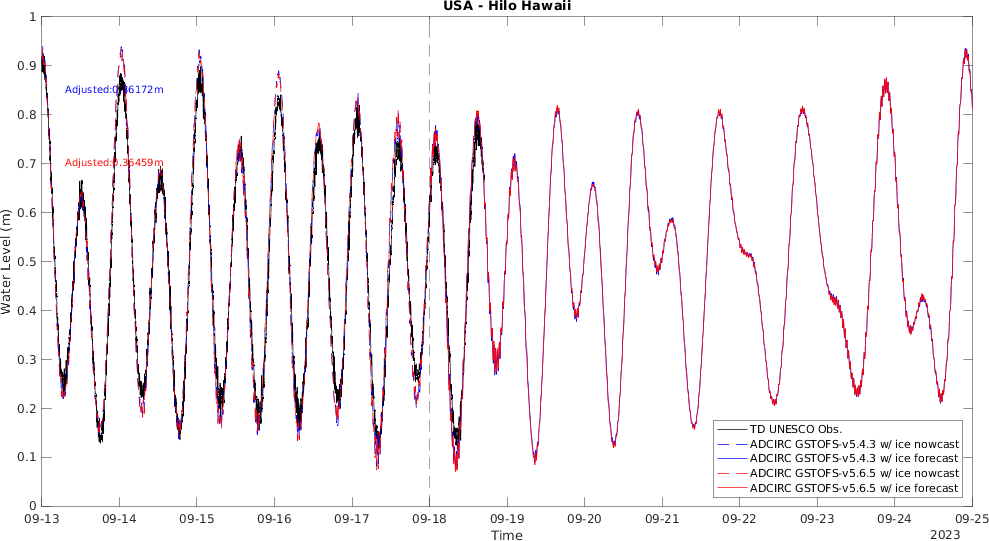 USA - Hilo Hawaii
1
0.9
0.8
0.7
0.6
0.5
0.4
0.3
0.2
0.1
0
Water Level (m)
Adjusted:0.36172m
Adjusted:0.36459m
TD UNESCO Obs.
ADCIRC GSTOFS-v5.4.3 w/ ice nowcast
ADCIRC GSTOFS-v5.4.3 w/ ice forecast
ADCIRC GSTOFS-v5.6.5 w/ ice nowcast
ADCIRC GSTOFS-v5.6.5 w/ ice forecast
09-13 09-14 09-15 09-16 09-17 09-18 09-19 09-20 09-21 09-22 09-23 09-24 09-25
Time
2023